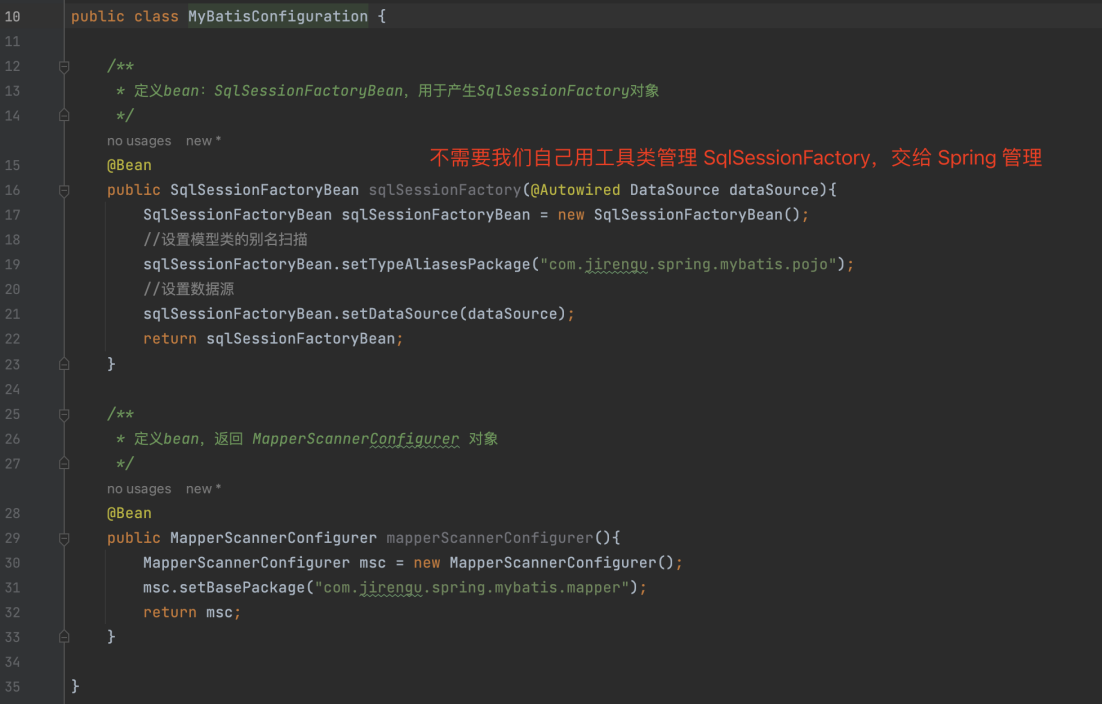 10 public class MyBatisConfiguration {
11
12 /**
13 * 定义bean：SqlSessionFactoryBean，用于产生SqlSessionFactory对象
14 */
no usages new *
15 @Bean 不需要我们自己用工具类管理 SqlSessionFactory，交给 Spring 管理
16 public SqlSessionFactoryBean sqlSessionFactory(@Autowired DataSource dataSource){
17 SqlSessionFactoryBean sqlSessionFactoryBean = new SqlSessionFactoryBean();
18 //设置模型类的别名扫描
19 sqlSessionFactoryBean.setTypeAliasesPackage("com.jirengu.spring.mybatis.pojo");
20 //设置数据源
21 sqlSessionFactoryBean.setDataSource(dataSource);
22 return sqlSessionFactoryBean;
23 }
24
25 /**
26 * 定义bean，返回 MapperScannerConfigurer 对象
27 */
no usages new *
28 @Bean
29 public MapperScannerConfigurer mapperScannerConfigurer(){
30 MapperScannerConfigurer msc = new MapperScannerConfigurer();
31 msc.setBasePackage("com.jirengu.spring.mybatis.mapper");
32 return msc;
33 }
34
35 }